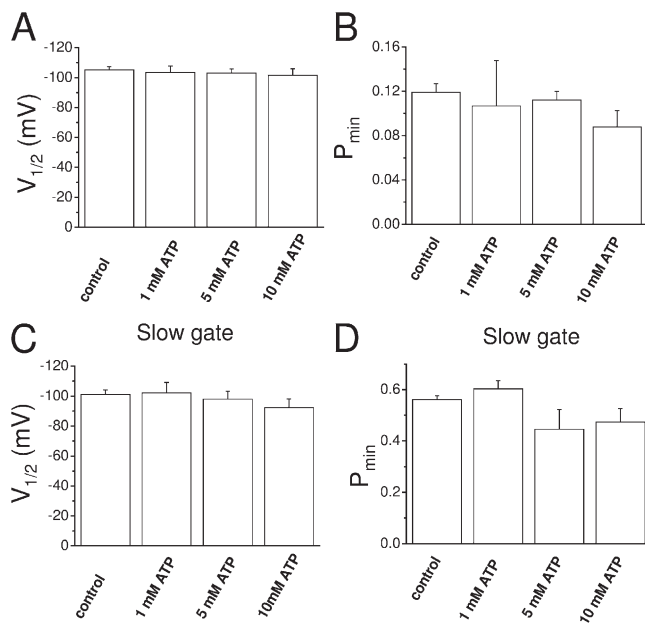 A
B
-120
-100
-80
-60
-40
-20
0
V1/2 (mV)
control
1 mM ATP
5 mM ATP
10 mM ATP
0.16
0.12
0.08
0.04
0.00
Pmin
control
1 mM ATP
5 mM ATP
10 mM ATP
C
Slow gate
D
Slow gate
-120
-100
-80
-60
-40
-20
0
V1/2 (mV)
control
1 mM ATP
5 mM ATP
10mM ATP
0.6
0.4
0.2
0.0
Pmin
control
1 mM ATP
5 mM ATP
10 mM ATP